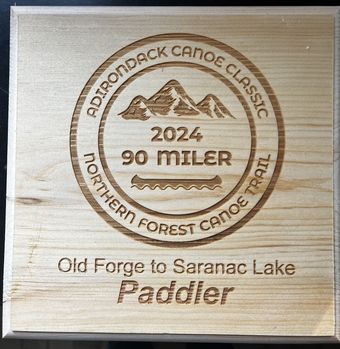 ADIRONDACK CANOE CLASSIC
2024
90 MILER
NORTHERN FOREST CANOE TRAIL
Old Forge to Saranac Lake
Paddler